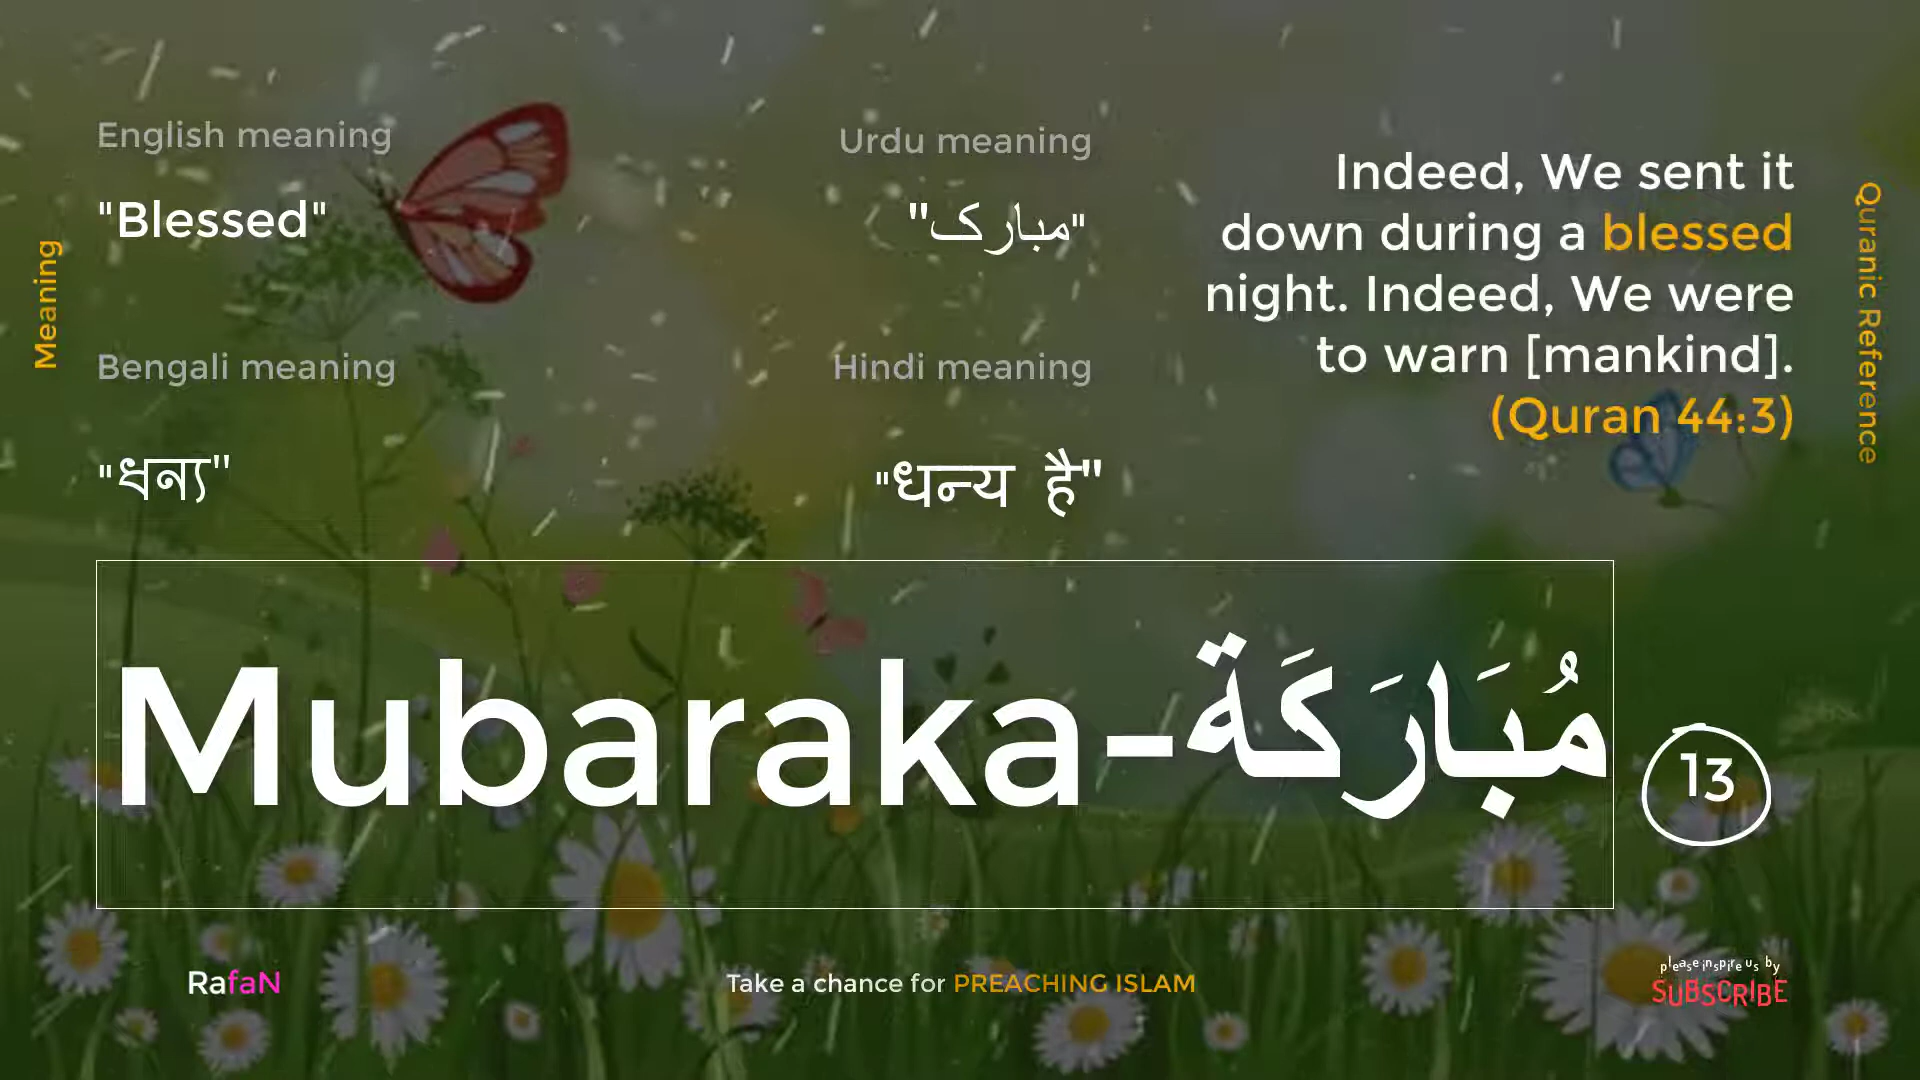 English meaning
"Blessed"
Urdu meaning
"مبارک"
Meaning
Bengali meaning
"ধন্য"
Hindi meaning
"धन्य है"
Indeed, We sent it
down during a blessed
night. Indeed, We were
to warn [mankind].
(Quran 44:3)
Quranic Reference
Mubaraka-مُبَارَكَة
13
RafaN
Take a chance for PREACHING ISLAM
please inspire us by
SUBSCRIBE